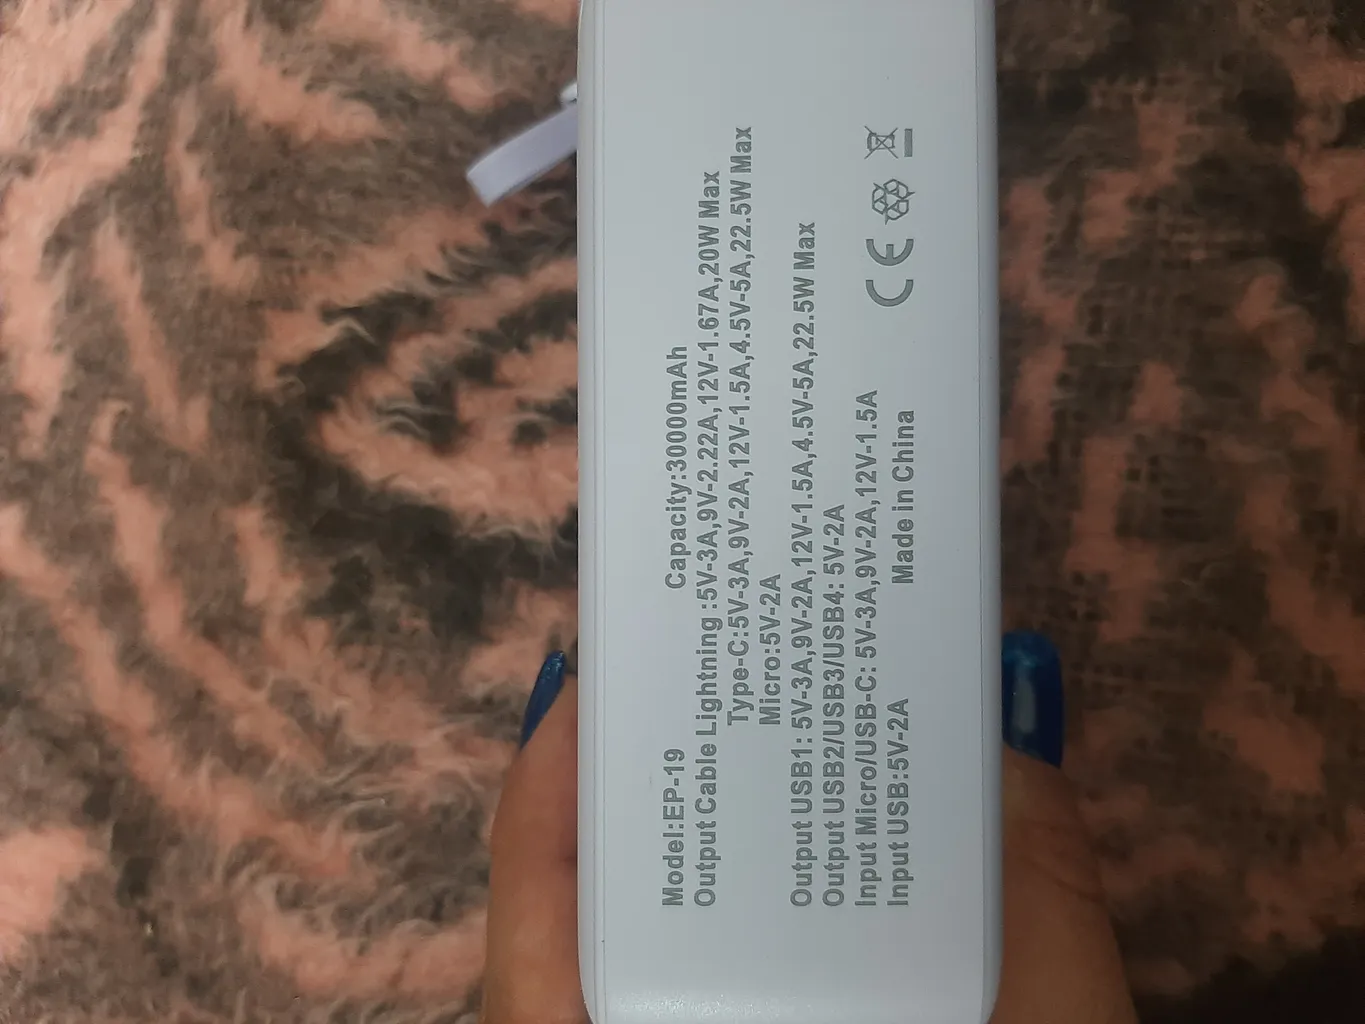 Model:EP-19 Capacity:30000mAh
Output Cable Lightning :5V-3A,9V-2.22A,12V-1.67A,20W Max
Type-C:5V-3A,9V-2A,12V-1.5A,4.5V-5A,22.5W Max
Micro:5V-2A
Output USB1: 5V-3A,9V-2A,12V-1.5A,4.5V-5A,22.5W Max
Output USB2/USB3/USB4: 5V-2A
Input Micro/USB-C: 5V-3A,9V-2A,12V-1.5A
Input USB:5V-2A Made in China CE